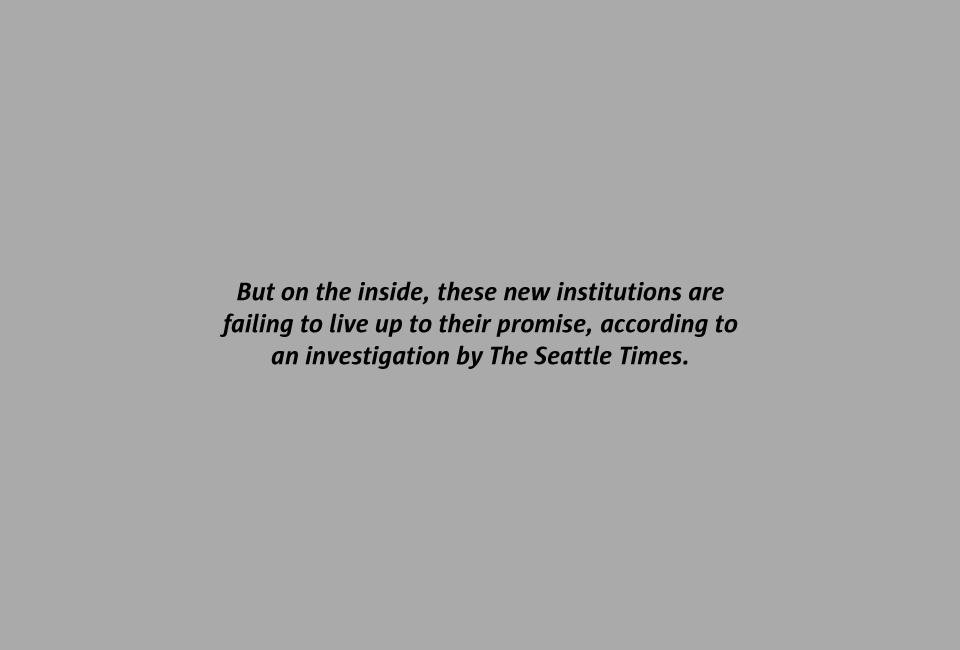 But on the inside, these new institutions are
failing to live up to their promise, according to
an investigation by The Seattle Times.